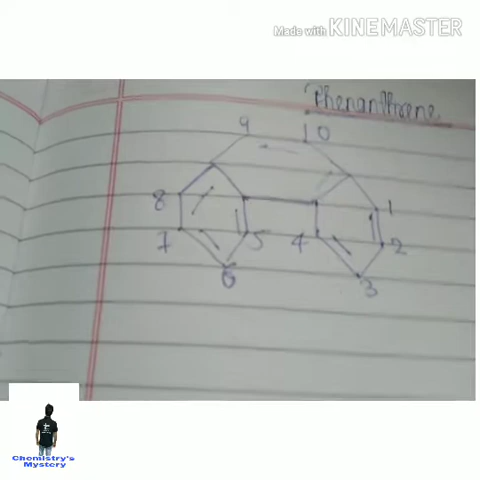 Made with KINEMASTER
Phenanthrene
9 10
8 1
7 5 4 2
6 3
Chemistry's
Mystery